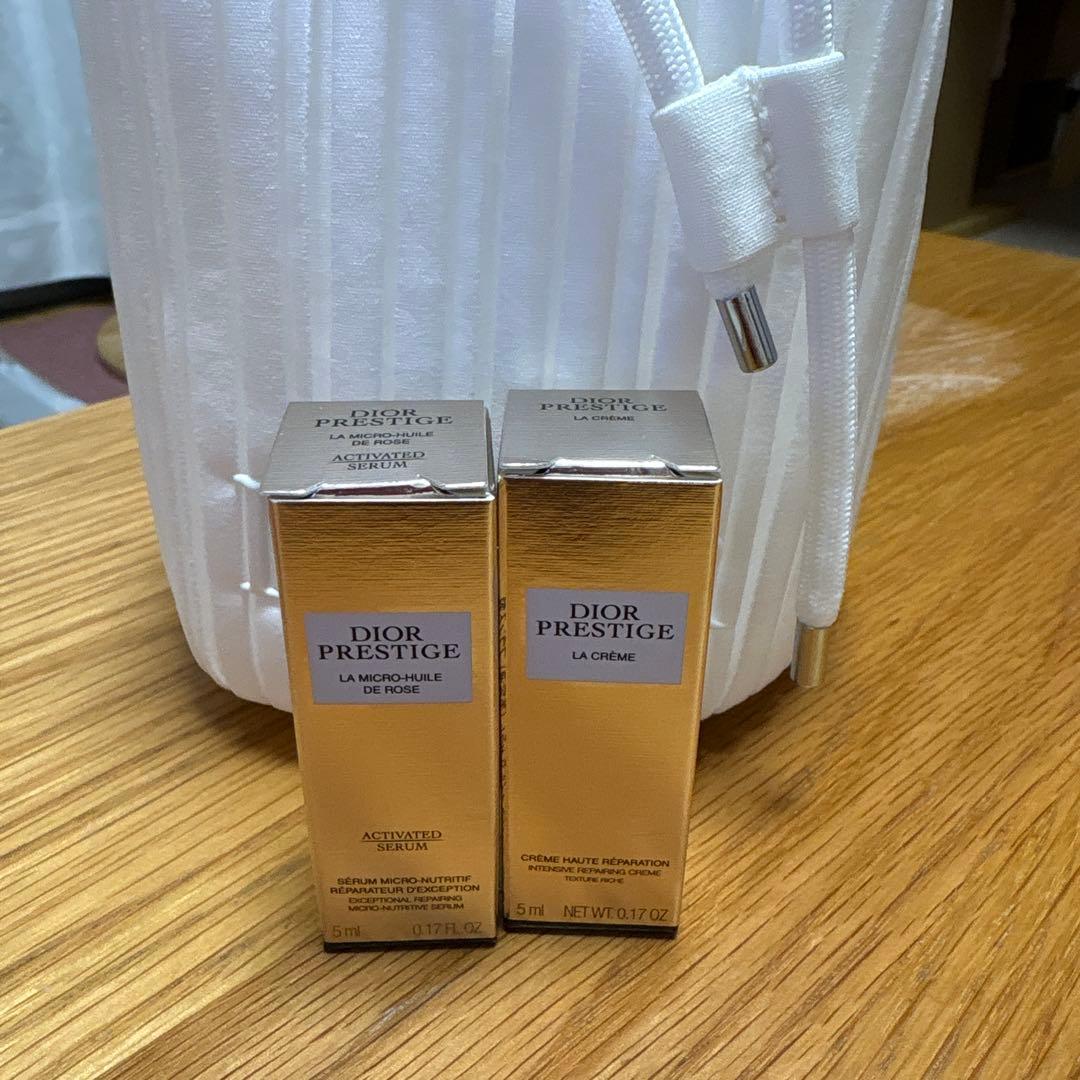 DIOR
PRESTIGE
LA MICRO-HUILE
DE ROSE
ACTIVATED
SERUM
DIOR
PRESTIGE
LA MICRO-HUILE
DE ROSE
ACTIVATED
SERUM
SÉRUM MICRO-NUTRITIF
RÉPARATEUR D'EXCEPTION
EXCEPTIONAL REPAIRING
MICRO-NUTRITIVE SERUM
5 ml 0.17 FL. OZ
DIOR
PRESTIGE
LA CRÈME
DIOR
PRESTIGE
LA CRÈME
CRÈME HAUTE RÉPARATION
INTENSIVE REPAIRING CREME
TEXTURE RICHE
5 ml NET WT. 0.17 OZ